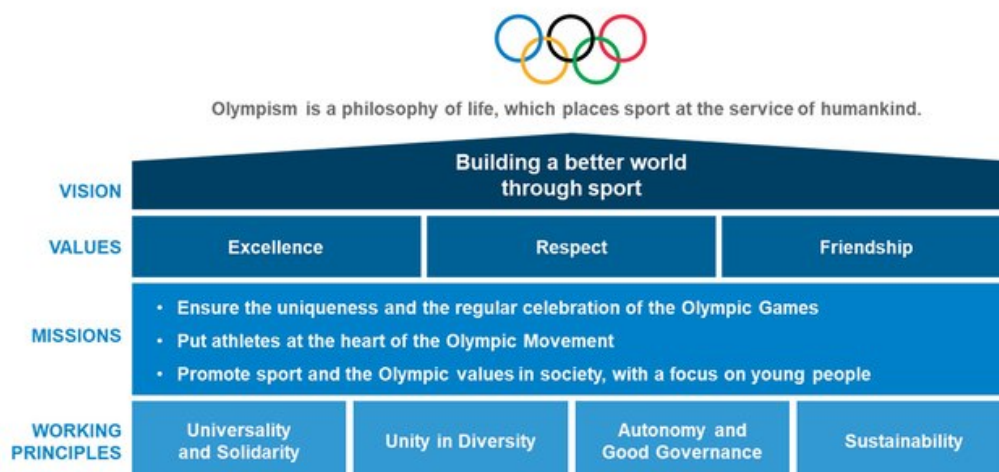 Olympism is a philosophy of life, which places sport at the service of humankind.
Building a better world
through sport
VISION
VALUES
Excellence
Respect
Friendship
MISSIONS
• Ensure the uniqueness and the regular celebration of the Olympic Games
• Put athletes at the heart of the Olympic Movement
• Promote sport and the Olympic values in society, with a focus on young people
WORKING
PRINCIPLES
Universality
and Solidarity
Unity in Diversity
Autonomy and
Good Governance
Sustainability